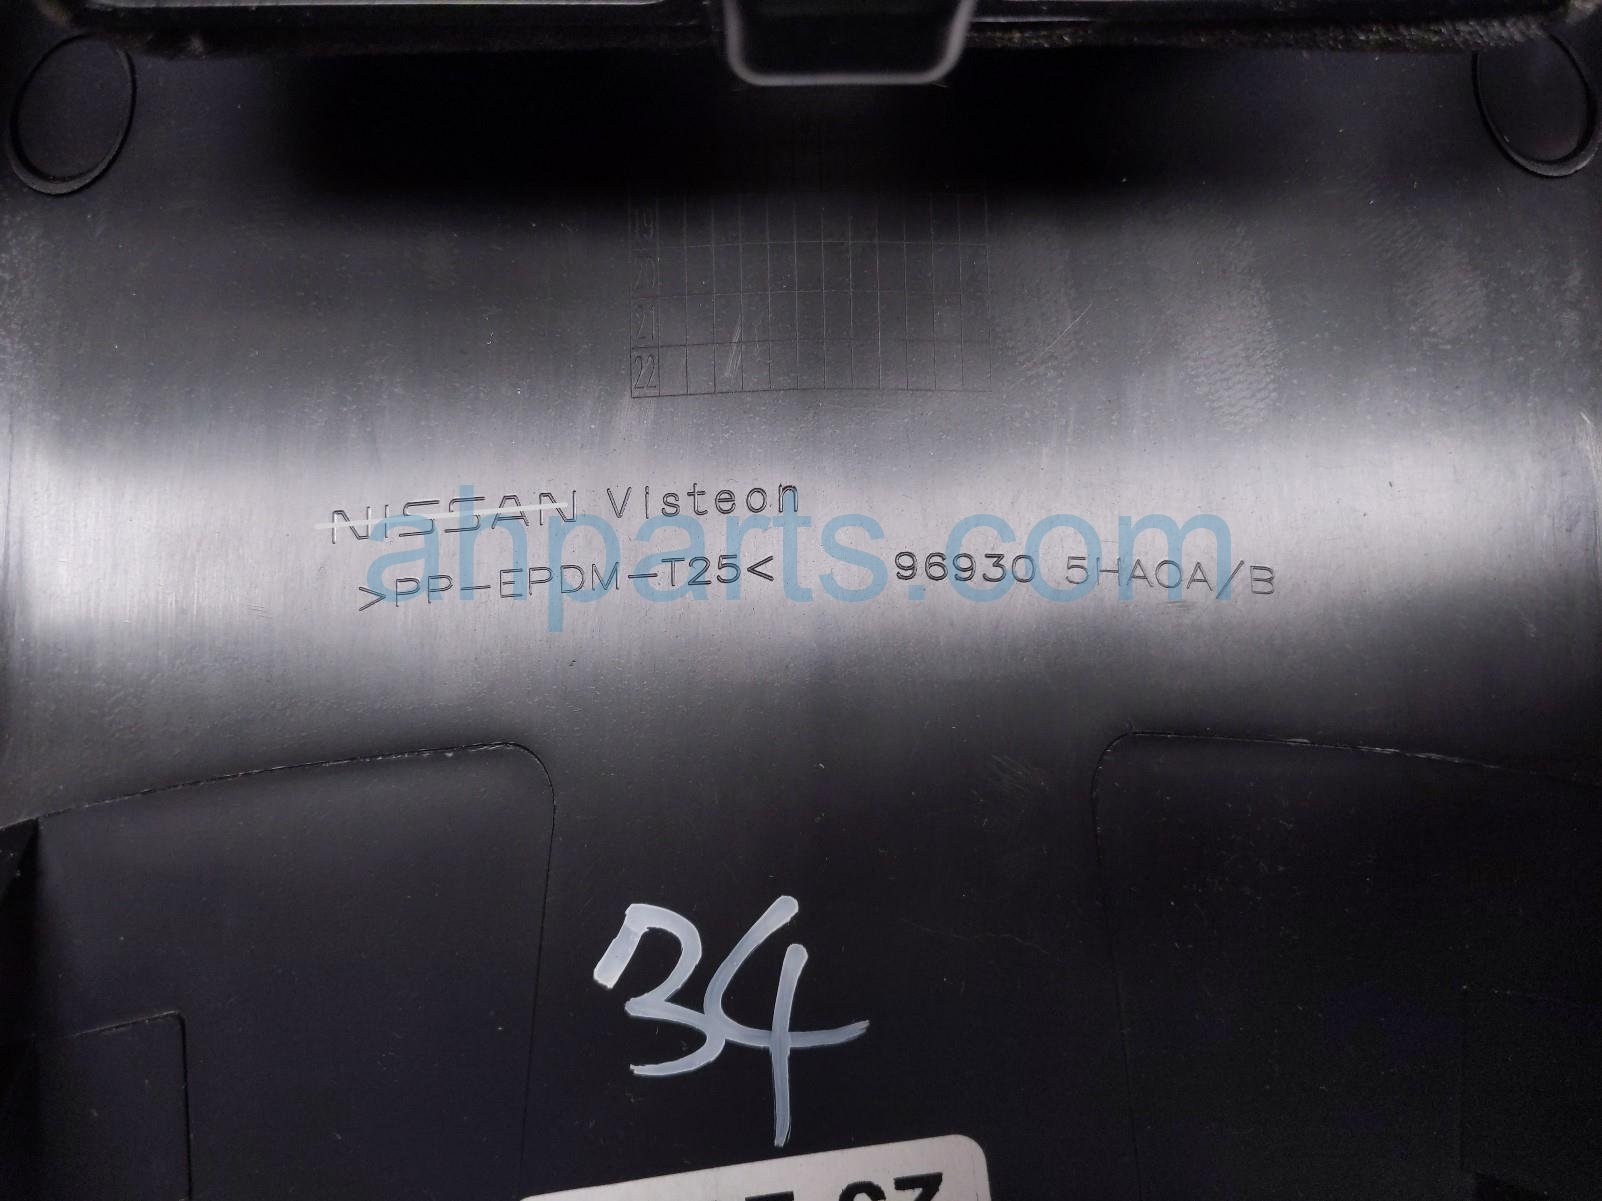 19
20
21
22
NISSAN Visteon
>PP-EPDM-T25< 96930 5HA0A/B
ahparts.com
34